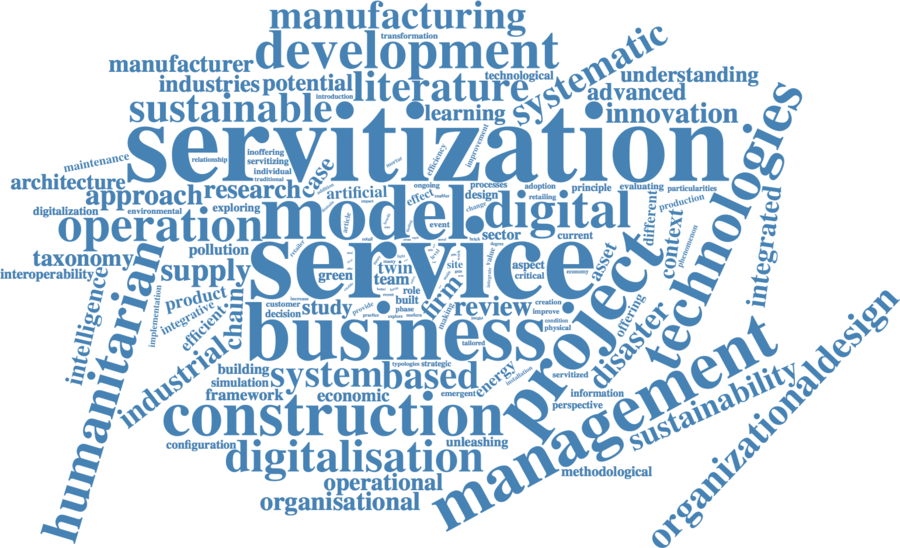 manufacturing
transformation
development
manufacturer
industries
potential
literature
technological
systematic
understanding
introduction
sustainable
learning
advanced
innovation
servitization
relationship
inoffering
servitizing
individual
traditional
efficiency
improvement
maintenance
architecture
approach
research
case
artificial
ongoing
effect
processes
design
adoption
retailing
principle
evaluating
particularities
production
technologies
digitalization
environmental
exploring
operation
model
article
event
change
digital
different
context
phenomenon
integrated
pollution
sector
current
taxonomy
interoperability
intelligence
humanitarian
supply
service
green
twin
team
many
site
value
aspect
critical
economy
asset
project
implementation
product
integrative
efficient
chain
customer
decision
increase
study
provide
practice
role
built
phase
firm
making
review
creation
improve
condition
physical
offering
disaster
industrial
business
tailored
building
simulation
framework
system
based
typologies
strategic
economic
emergent
energy
installation
servitized
information
perspective
management
sustainability
organizationaldesign
construction
configuration
unleashing
digitalisation
methodological
operational
organisational